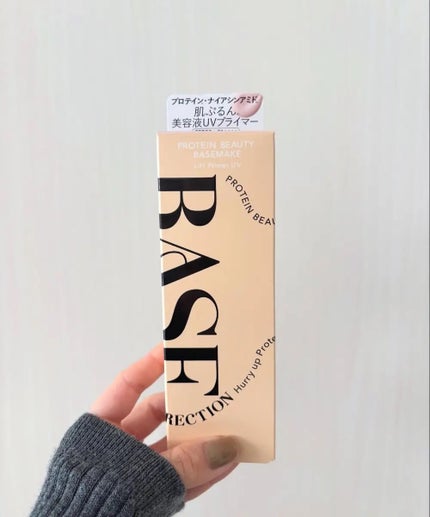 プロテイン・ナイアシンアミド
肌ぷるん
美容液UVプライマー
PROTEIN BEAUTY
BASEMAKE
UV
PROTEIN BEAU
BASE
Hurry up Prote
RECTION